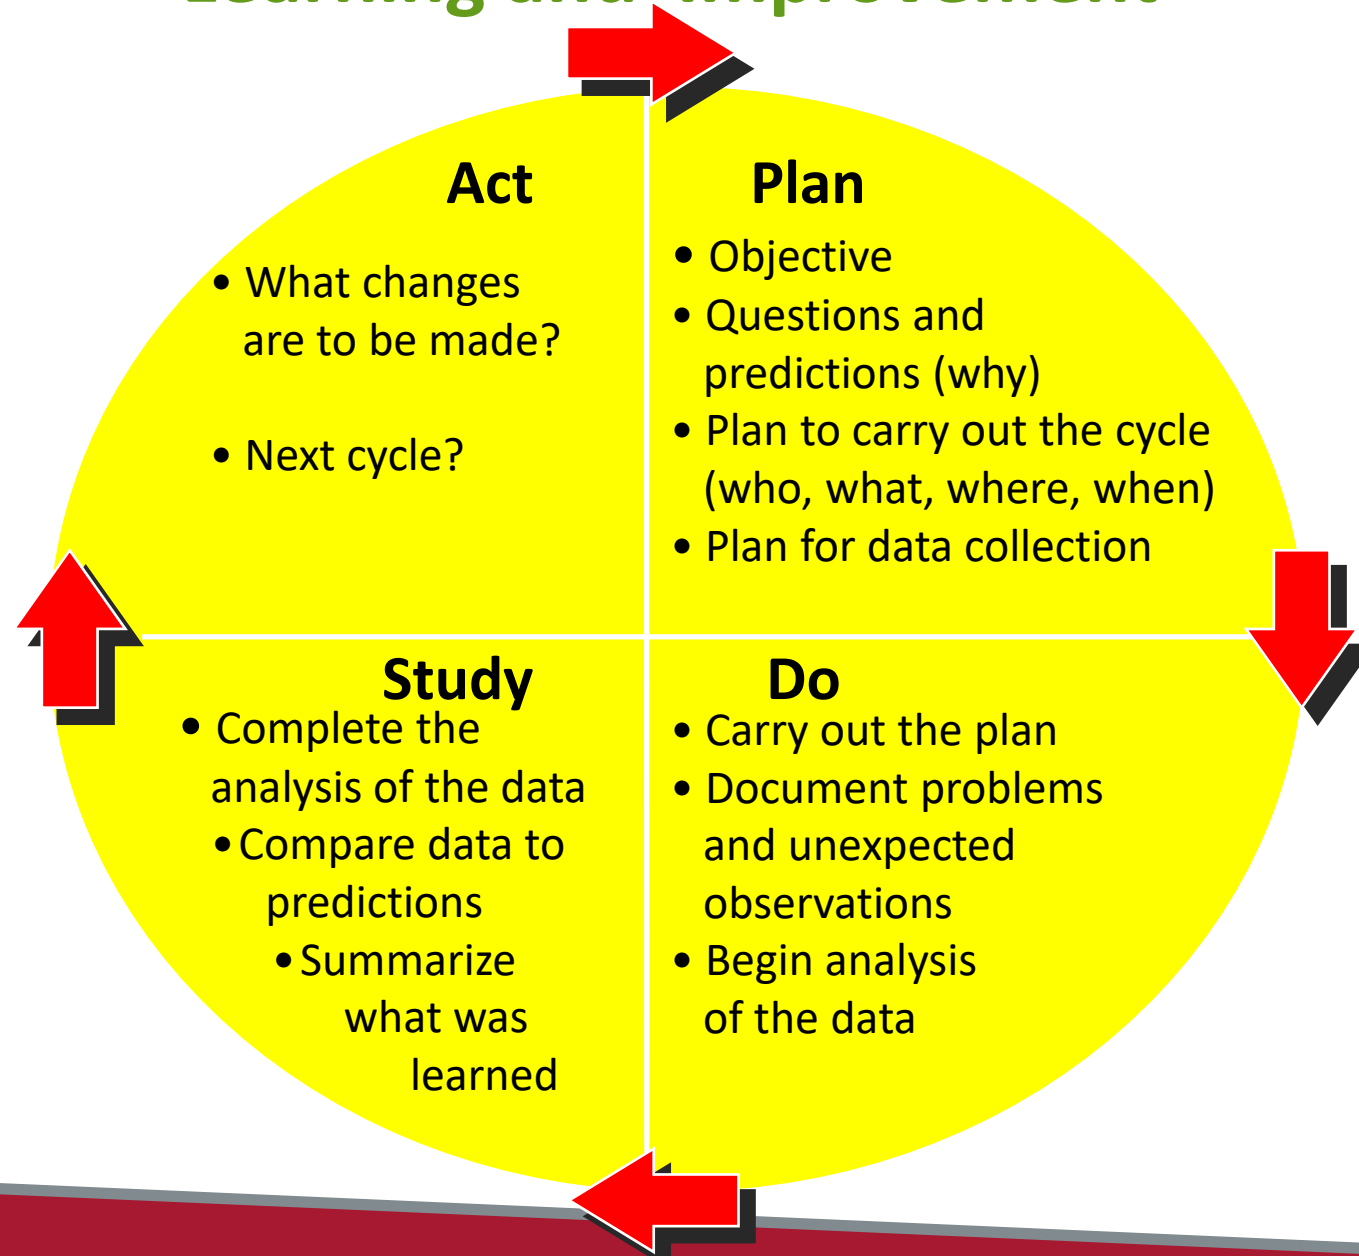 Learning and Improvement
Act
• What changes
are to be made?
• Next cycle?
Plan
• Objective
• Questions and
predictions (why)
• Plan to carry out the cycle
(who, what, where, when)
• Plan for data collection
Study
• Complete the
analysis of the data
• Compare data to
predictions
• Summarize
what was
learned
Do
• Carry out the plan
• Document problems
and unexpected
observations
• Begin analysis
of the data